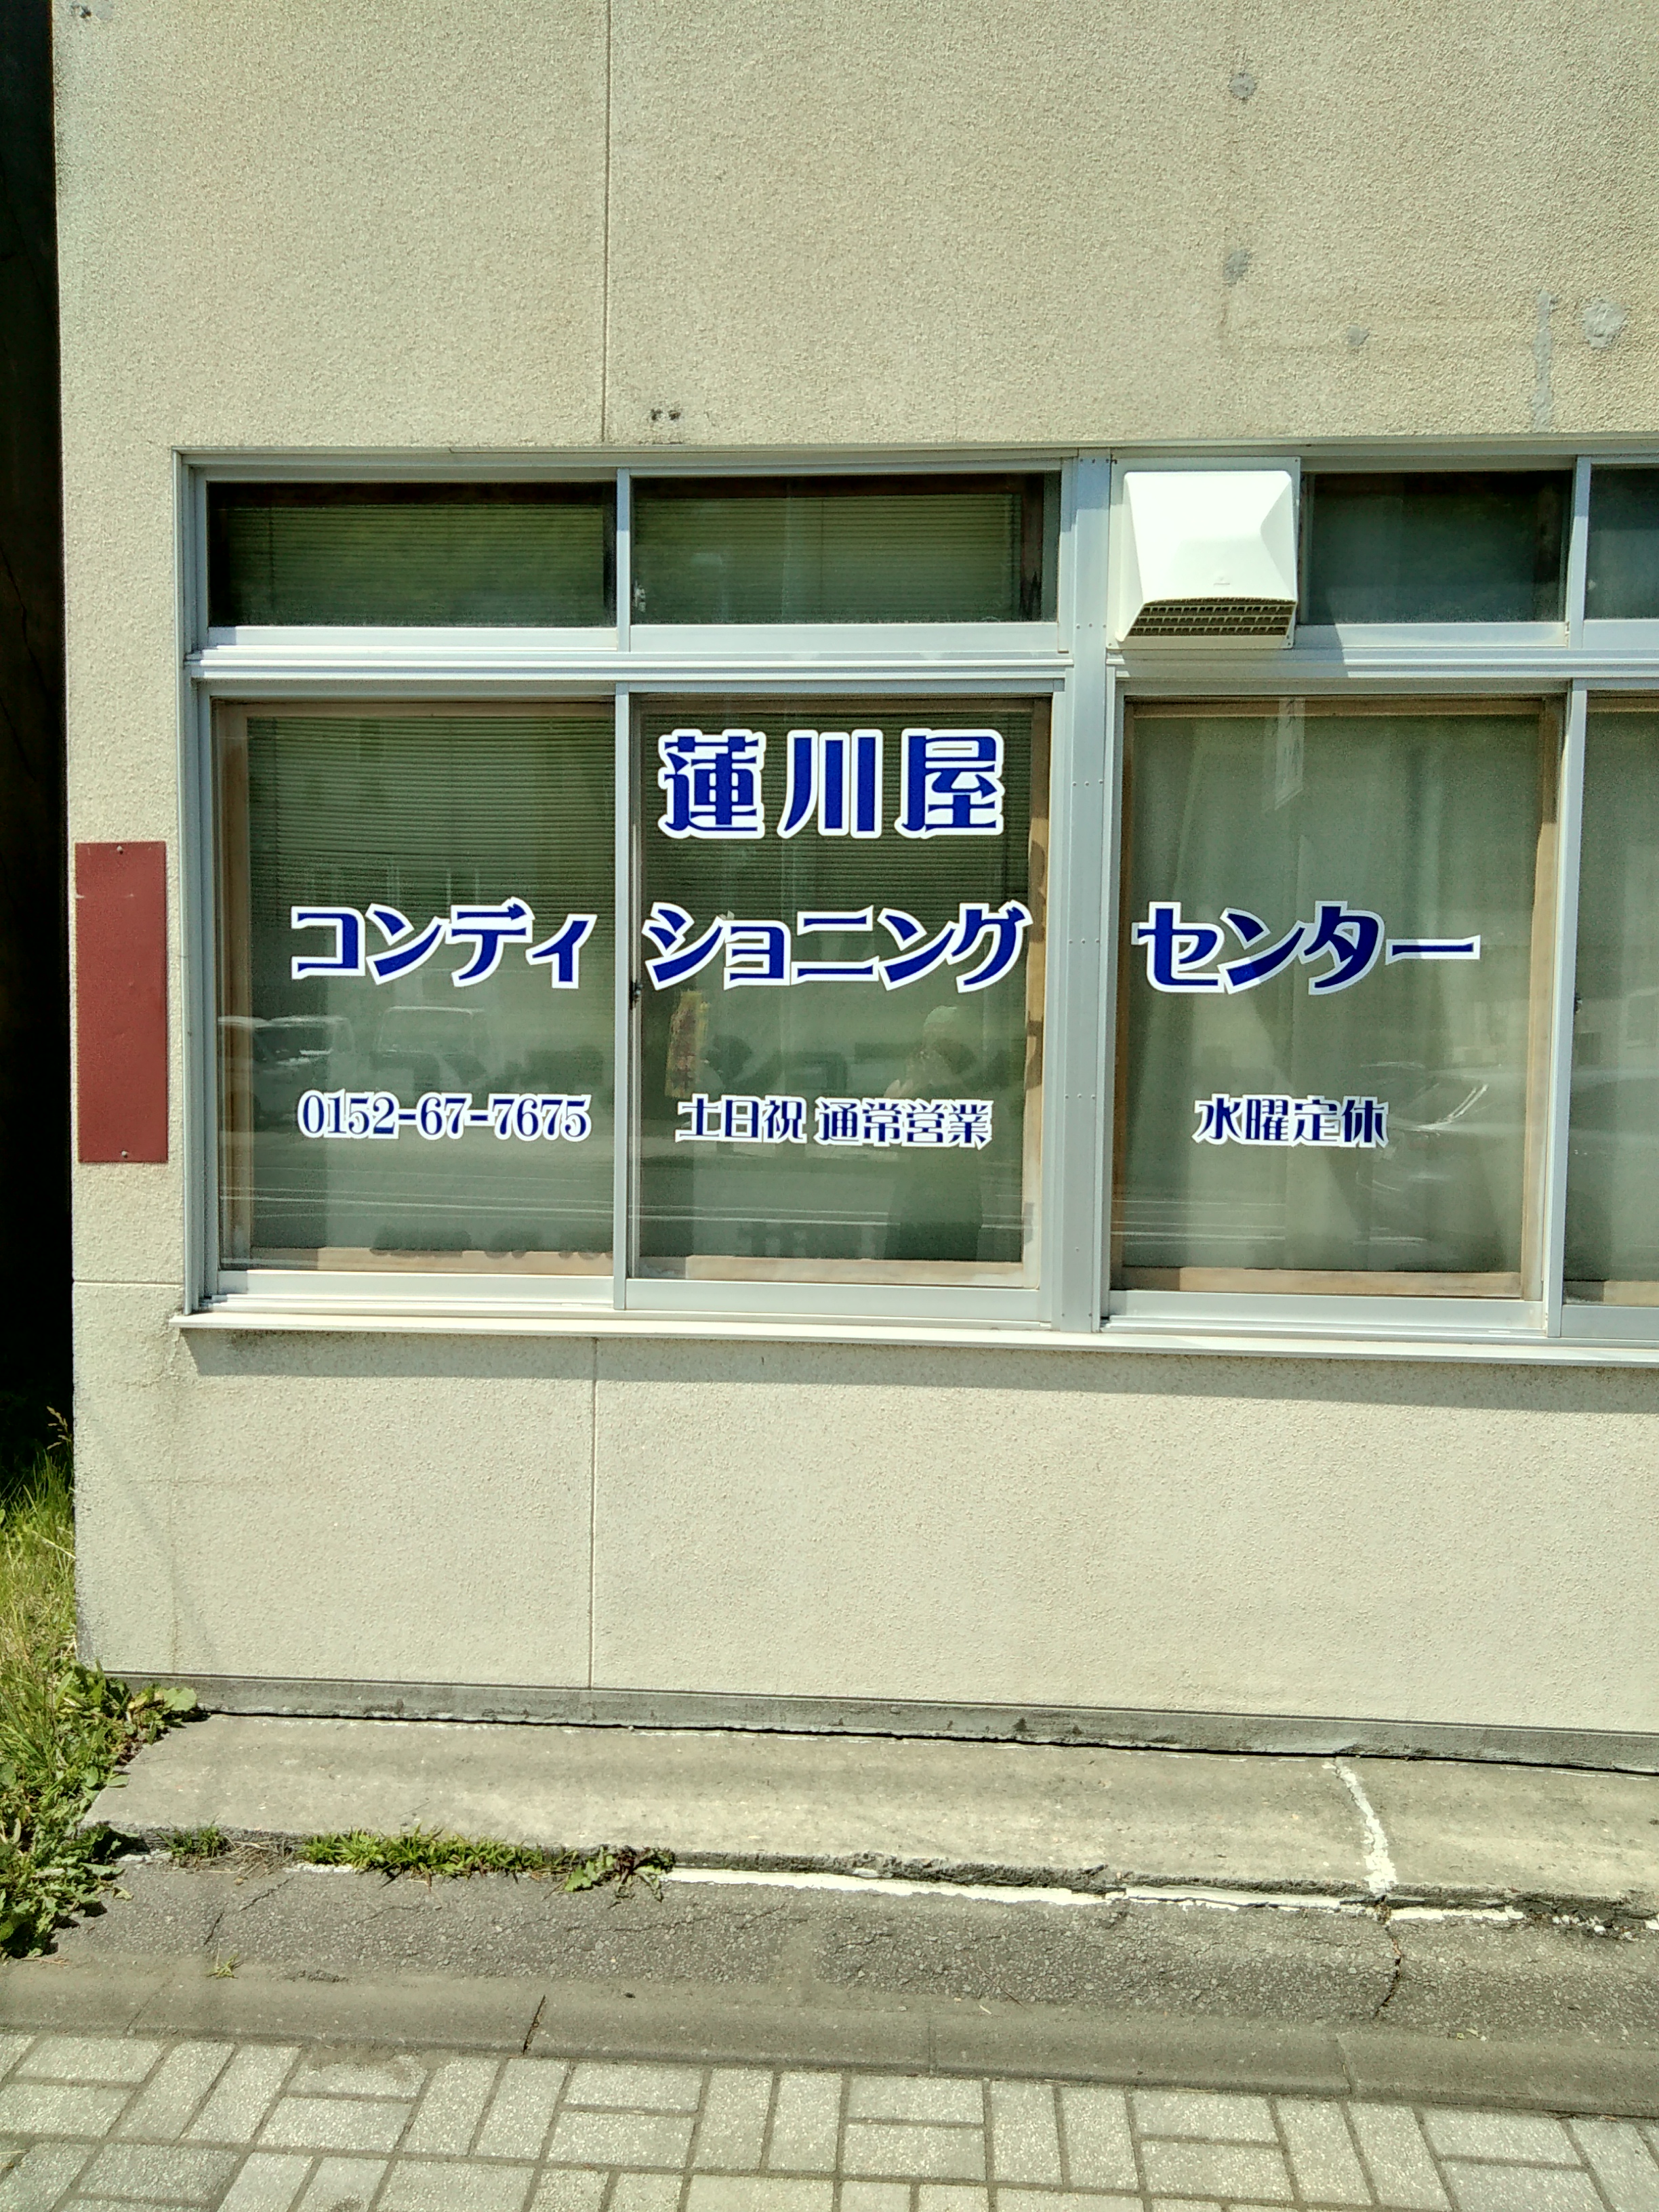 蓮川屋
コンディショニング センター
0152-67-7675 土日祝 通常営業 水曜定休